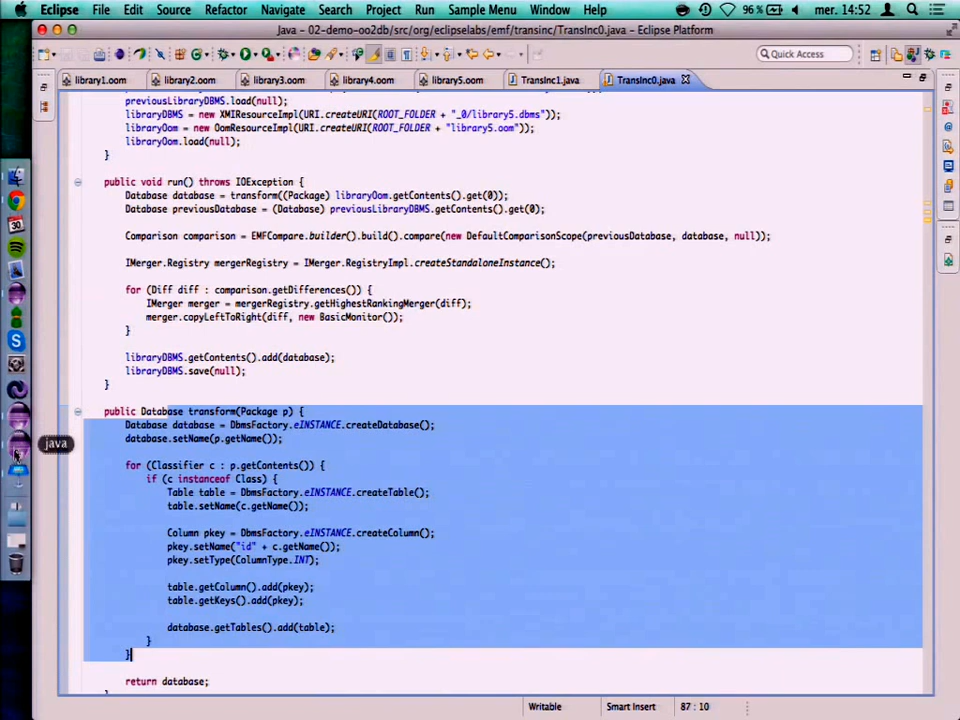 Eclipse File Edit Source Refactor Navigate Search Project Run Sample Menu Window Help 96 % mer. 14:52
Java - 02-demo-oo2db/src/org/eclipselabs/emf/transinc/TransInc0.java - Eclipse Platform
Quick Access
library1.oom library2.oom library3.oom library4.oom library5.oom TransInc1.java TransInc0.java
previousLibraryDBMS.load(null);
libraryDBMS = new XMIResourceImpl(URI.createURI(ROOT_FOLDER + "_0/library5.dbms"));
libraryOom = new OomResourceImpl(URI.createURI(ROOT_FOLDER + "library5.oom"));
libraryOom.load(null);
}
public void run() throws IOException {
Database database = transform((Package) libraryOom.getContents().get(0));
Database previousDatabase = (Database) previousLibraryDBMS.getContents().get(0);
Comparison comparison = EMFCompare.builder().build().compare(new DefaultComparisonScope(previousDatabase, database, null));
IMerger.Registry mergerRegistry = IMerger.RegistryImpl.createStandaloneInstance();
for (Diff diff : comparison.getDifferences()) {
IMerger merger = mergerRegistry.getHighestRankingMerger(diff);
merger.copyLeftToRight(diff, new BasicMonitor());
}
libraryDBMS.getContents().add(database);
libraryDBMS.save(null);
}
public Database transform(Package p) {
Database database = DbmsFactory.eINSTANCE.createDatabase();
database.setName(p.getName());
java
for (Classifier c : p.getContents()) {
if (c instanceof Class) {
Table table = DbmsFactory.eINSTANCE.createTable();
table.setName(c.getName());
Column pkey = DbmsFactory.eINSTANCE.createColumn();
pkey.setName("id" + c.getName());
pkey.setType(ColumnType.INT);
table.getColumn().add(pkey);
table.getKeys().add(pkey);
database.getTables().add(table);
}
}
return database;
Writable Smart Insert 87 : 10